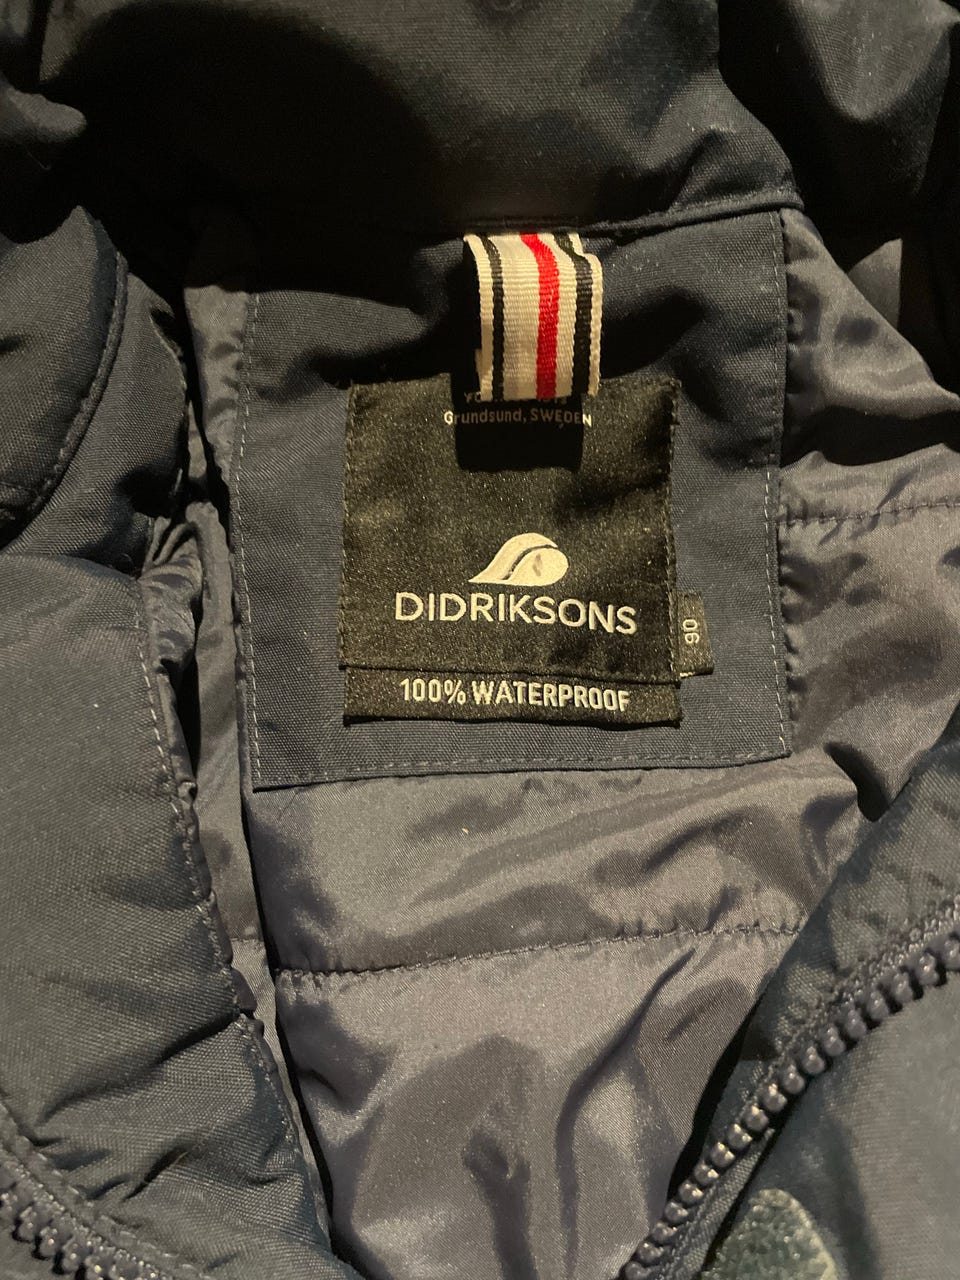 Grundsund, SWEDEN
DIDRIKSONS
90
100% WATERPROOF